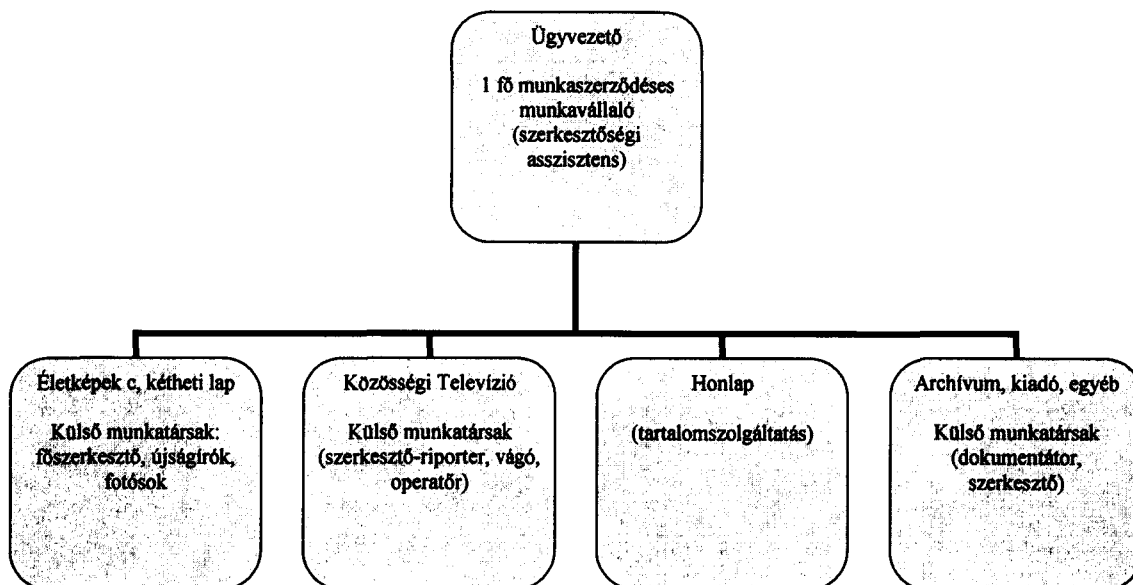 Ügyvezető
1 fő munkaszerződéses
munkavállaló
(szerkesztőségi
asszisztens)
Életképek c, kétheti lap
Külső munkatársak:
főszerkesztő, újságírók,
fotósok
Közösségi Televízió
Külső munkatársak
(szerkesztő-riporter, vágó,
operatőr)
Honlap
(tartalomszolgáltatás)
Archívum, kiadó, egyéb
Külső munkatársak
(dokumentátor,
szerkesztő)